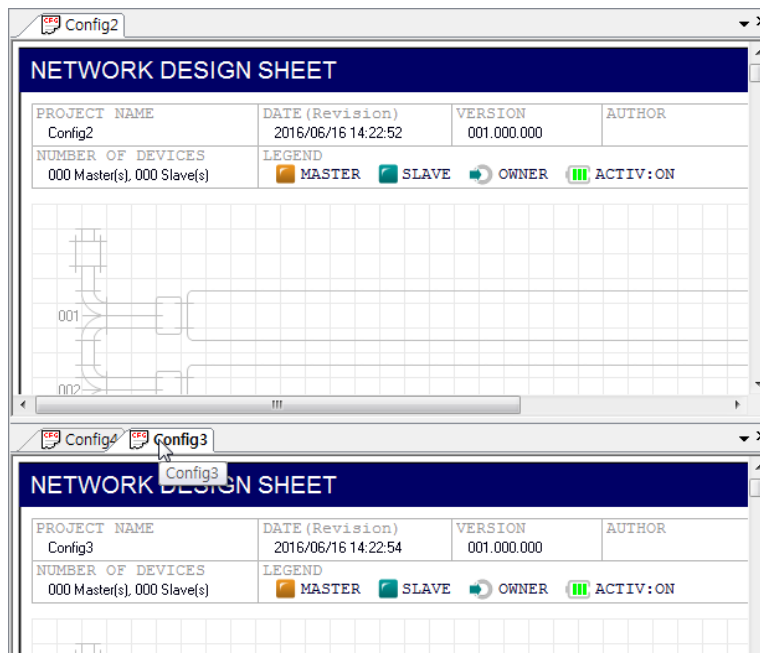 Config2
NETWORK DESIGN SHEET
PROJECT NAME DATE(Revision) VERSION AUTHOR
Config2 2016/06/16 14:22:52 001.000.000
NUMBER OF DEVICES LEGEND
000 Master(s), 000 Slave(s) MASTER SLAVE OWNER ACTIV:ON
001
002
Config4 Config3
Config3
NETWORK DESIGN SHEET
PROJECT NAME DATE(Revision) VERSION AUTHOR
Config3 2016/06/16 14:22:54 001.000.000
NUMBER OF DEVICES LEGEND
000 Master(s), 000 Slave(s) MASTER SLAVE OWNER ACTIV:ON